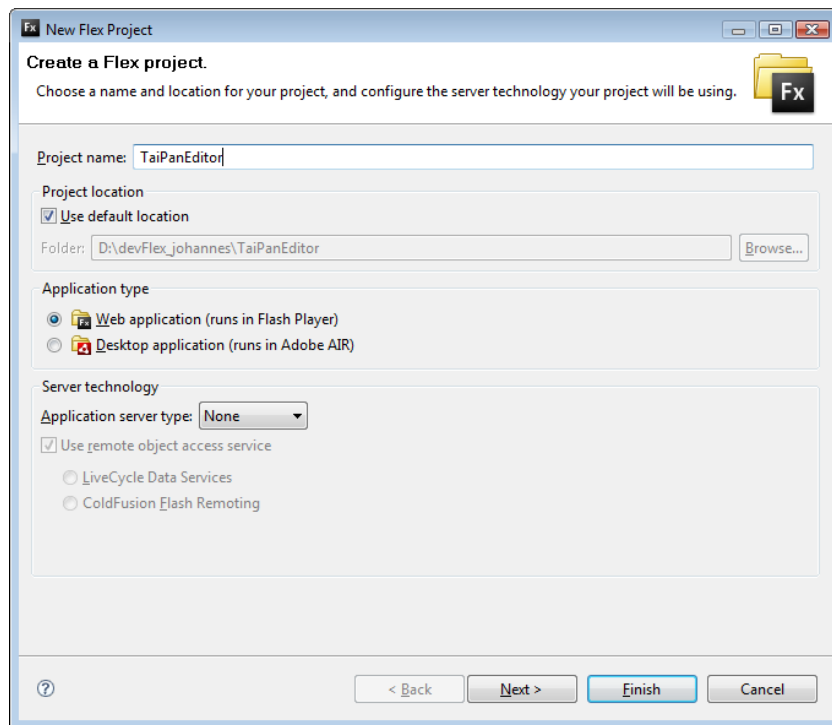 Fx New Flex Project
Create a Flex project.
Choose a name and location for your project, and configure the server technology your project will be using.
Fx
Project name: TaiPanEditor
Project location
Use default location
Folder: D:\devFlex_johannes\TaiPanEditor Browse...
Application type
Web application (runs in Flash Player)
Desktop application (runs in Adobe AIR)
Server technology
Application server type: None
Use remote object access service
LiveCycle Data Services
ColdFusion Flash Remoting
? < Back Next > Finish Cancel